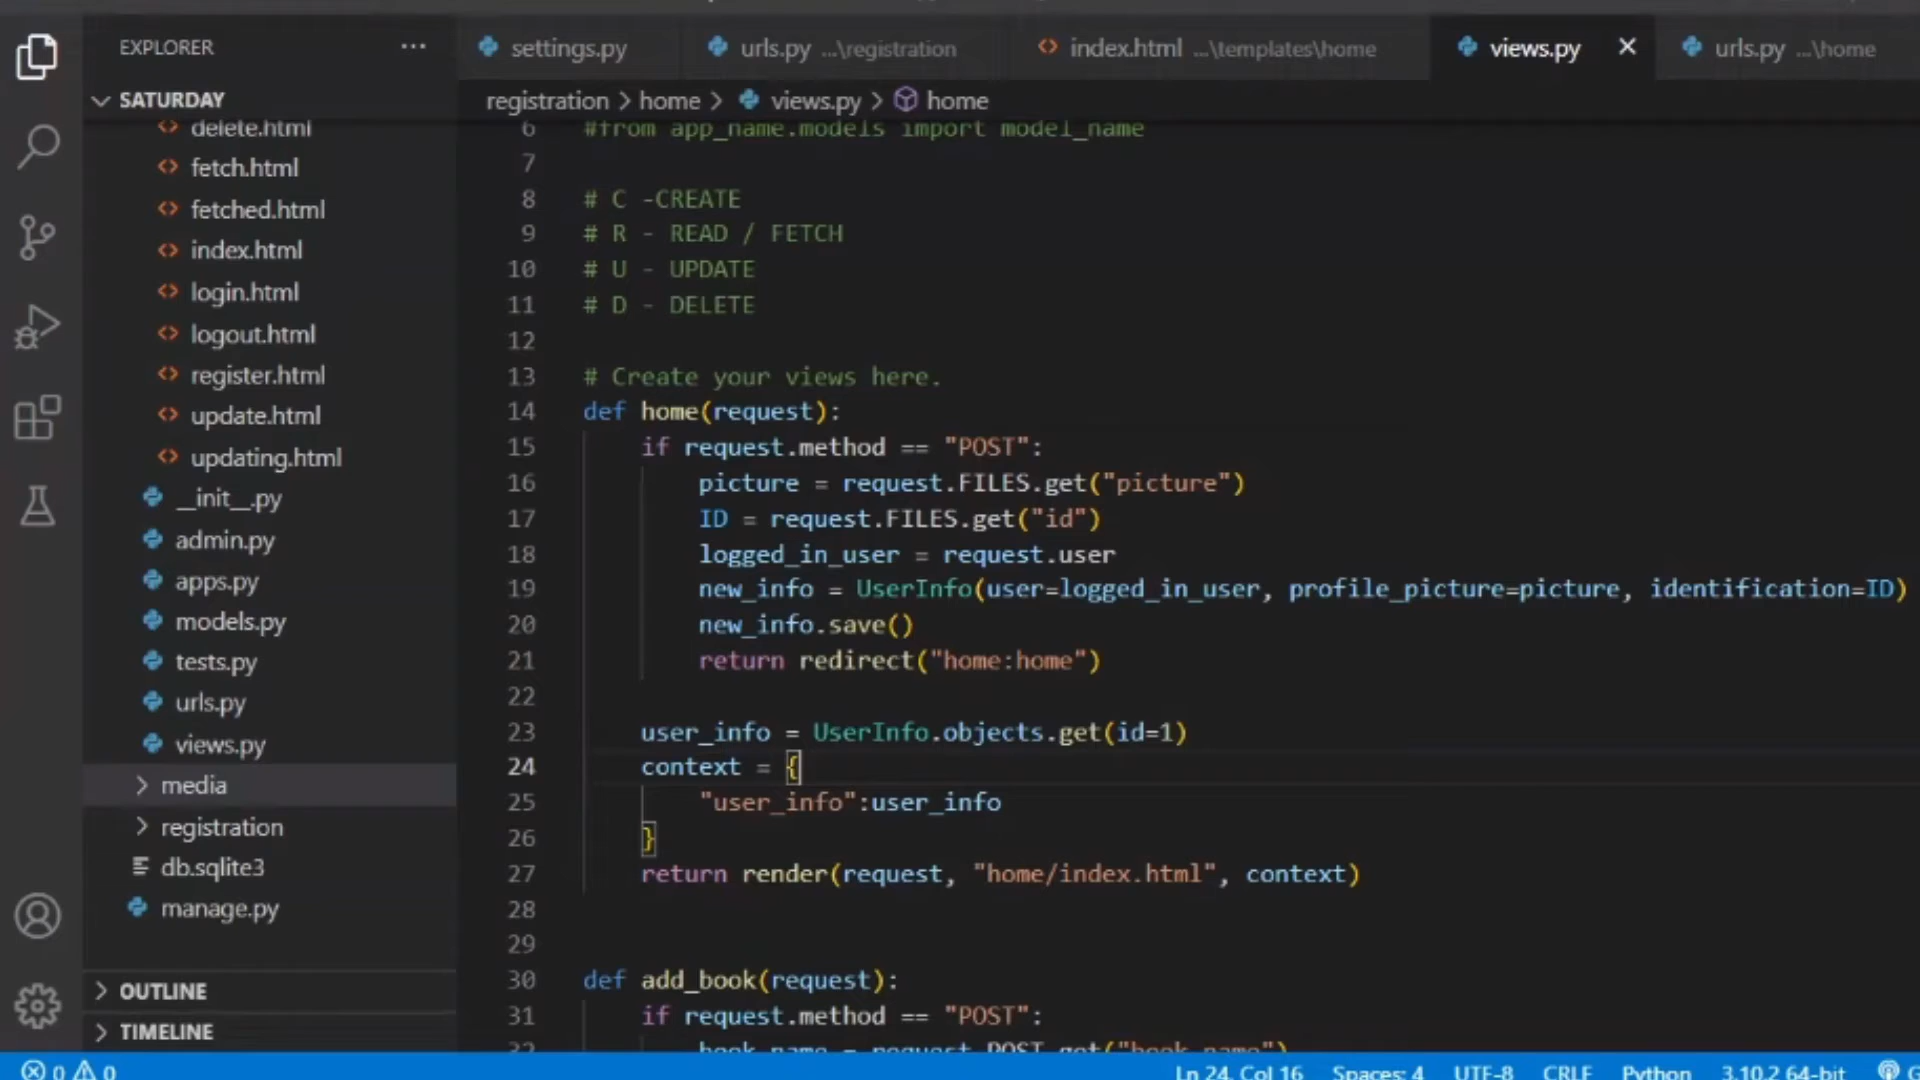 EXPLORER
SATURDAY
delete.html
fetch.html
fetched.html
index.html
login.html
logout.html
register.html
update.html
updating.html
__init__.py
admin.py
apps.py
models.py
tests.py
urls.py
views.py
media
registration
db.sqlite3
manage.py
OUTLINE
TIMELINE
settings.py
urls.py ...\registration
index.html ...\templates\home
views.py
urls.py ...\home
registration > home > views.py > home
6 #from app_name.models import model_name
7
8 # C -CREATE
9 # R - READ / FETCH
10 # U - UPDATE
11 # D - DELETE
12
13 # Create your views here.
14 def home(request):
15 if request.method == "POST":
16 picture = request.FILES.get("picture")
17 ID = request.FILES.get("id")
18 logged_in_user = request.user
19 new_info = UserInfo(user=logged_in_user, profile_picture=picture, identification=ID)
20 new_info.save()
21 return redirect("home:home")
22
23 user_info = UserInfo.objects.get(id=1)
24 context = {
25 "user_info":user_info
26 }
27 return render(request, "home/index.html", context)
28
29
30 def add_book(request):
31 if request.method == "POST":
32 book_name = request.POST.get("book_name")
0 0
Ln 24, Col 16 Spaces: 4 UTF-8 CRLF Python 3.10.2 64-bit